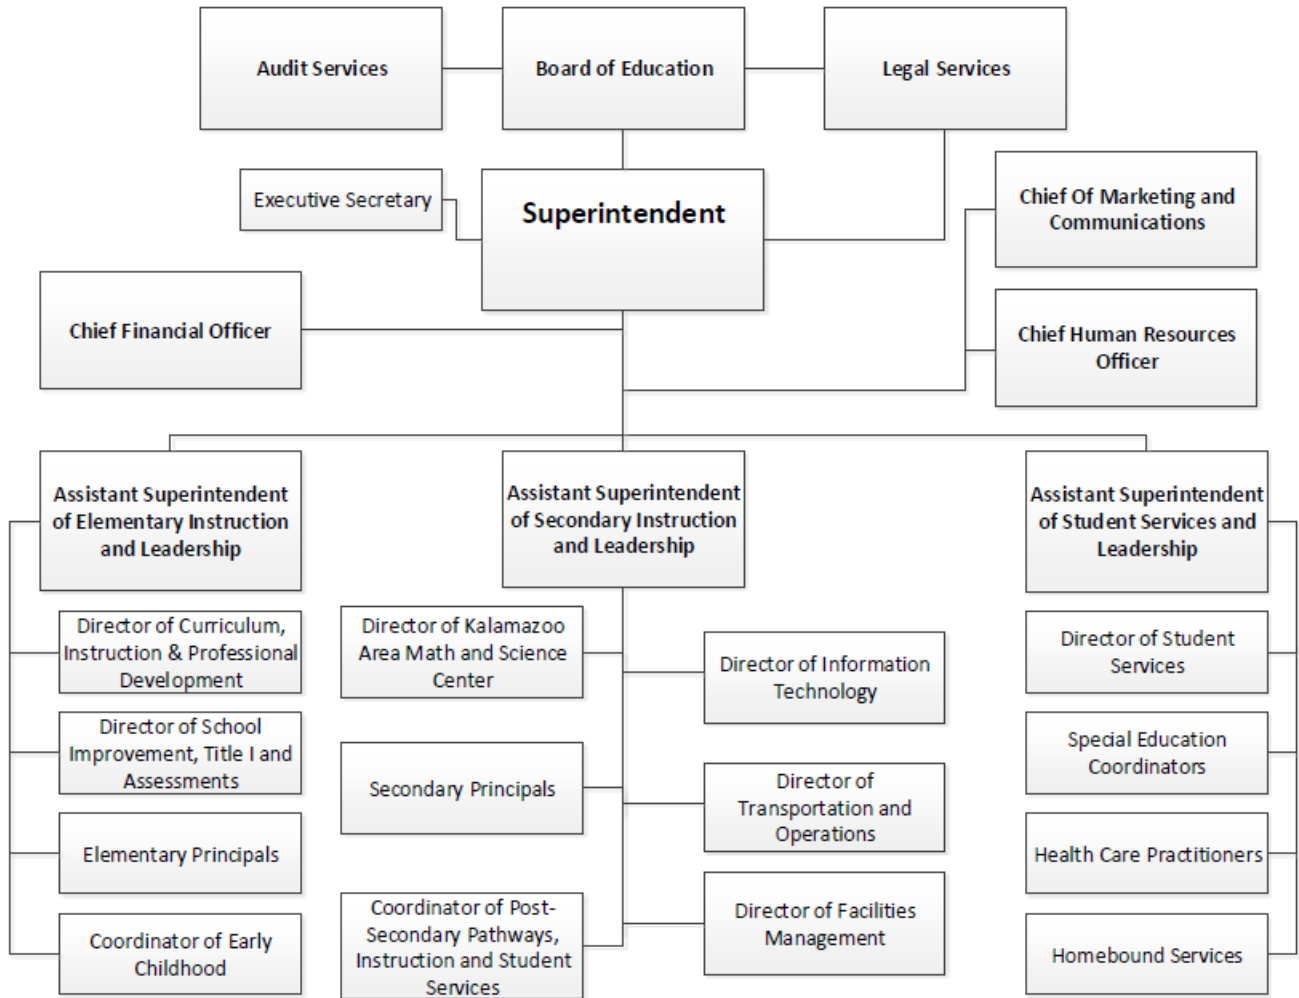 Audit Services
Board of Education
Legal Services
Executive Secretary
Superintendent
Chief Of Marketing and
Communications
Chief Financial Officer
Chief Human Resources
Officer
Assistant Superintendent
of Elementary Instruction
and Leadership
Assistant Superintendent
of Secondary Instruction
and Leadership
Assistant Superintendent
of Student Services and
Leadership
Director of Curriculum,
Instruction & Professional
Development
Director of School
Improvement, Title I and
Assessments
Elementary Principals
Coordinator of Early
Childhood
Director of Kalamazoo
Area Math and Science
Center
Secondary Principals
Coordinator of Post-
Secondary Pathways,
Instruction and Student
Services
Director of Information
Technology
Director of
Transportation and
Operations
Director of Facilities
Management
Director of Student
Services
Special Education
Coordinators
Health Care Practitioners
Homebound Services